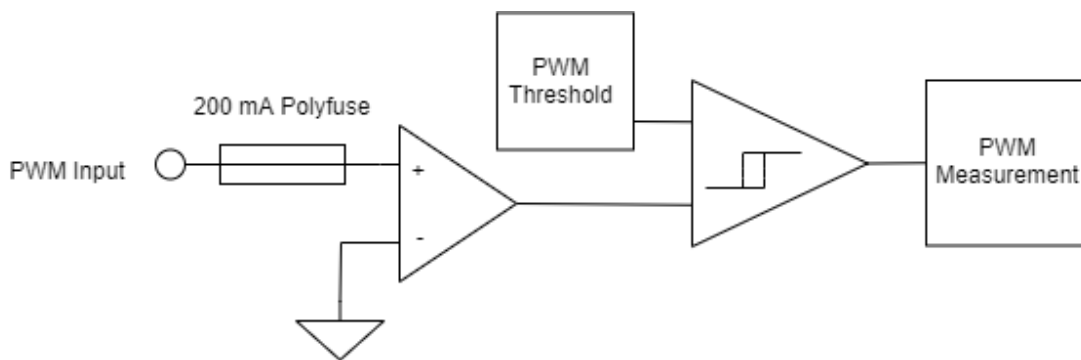 PWM
Threshold
200 mA Polyfuse
PWM Input
+
-
PWM
Measurement